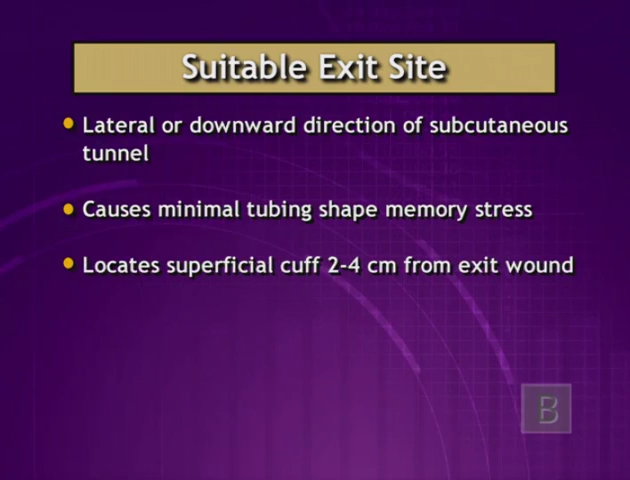 Suitable Exit Site
• Lateral or downward direction of subcutaneous
tunnel
• Causes minimal tubing shape memory stress
• Locates superficial cuff 2-4 cm from exit wound
B